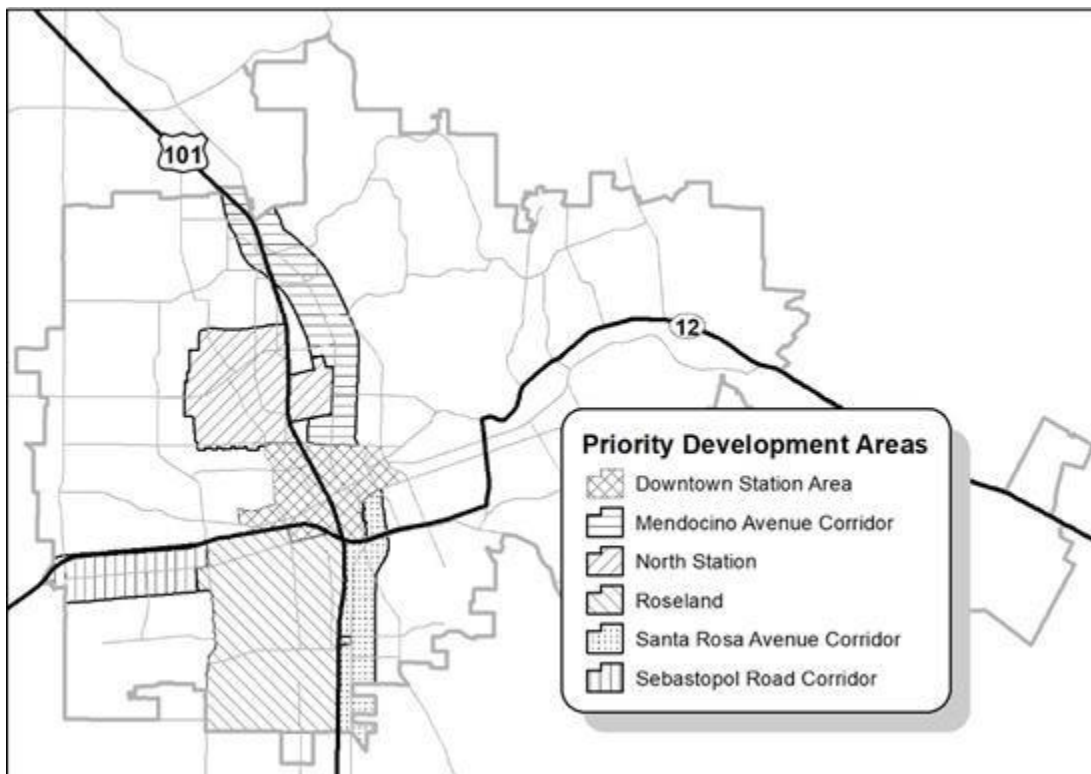 101
12
Priority Development Areas
Downtown Station Area
Mendocino Avenue Corridor
North Station
Roseland
Santa Rosa Avenue Corridor
Sebastopol Road Corridor